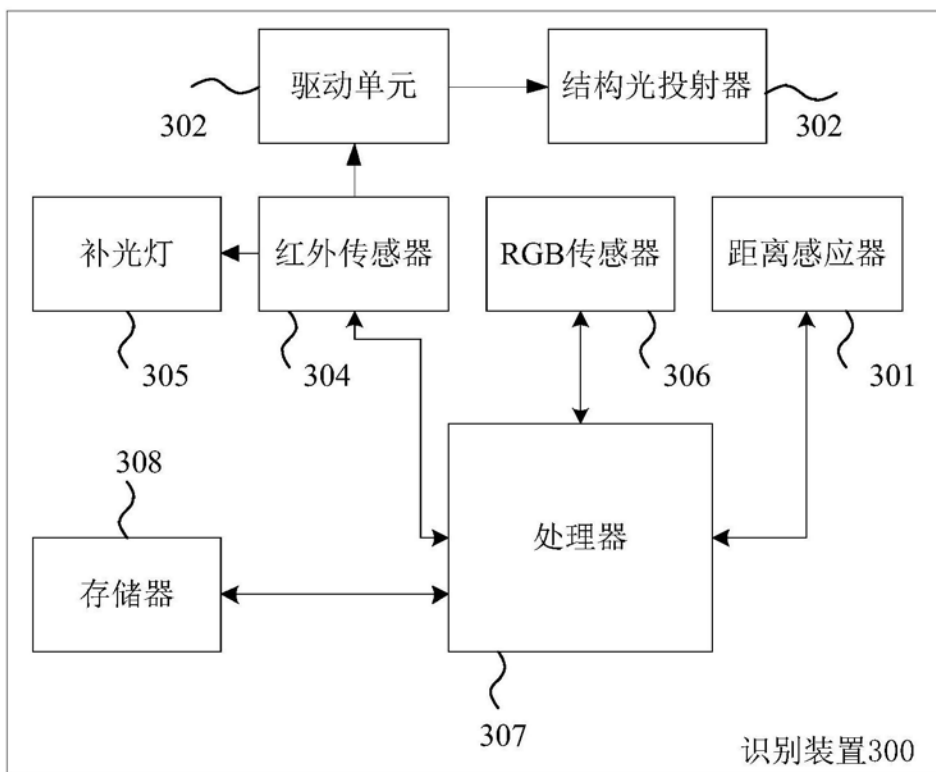 驱动单元
结构光投射器
302
302
补光灯
红外传感器
RGB传感器
距离感应器
305
304
306
301
308
存储器
处理器
307
识别装置300